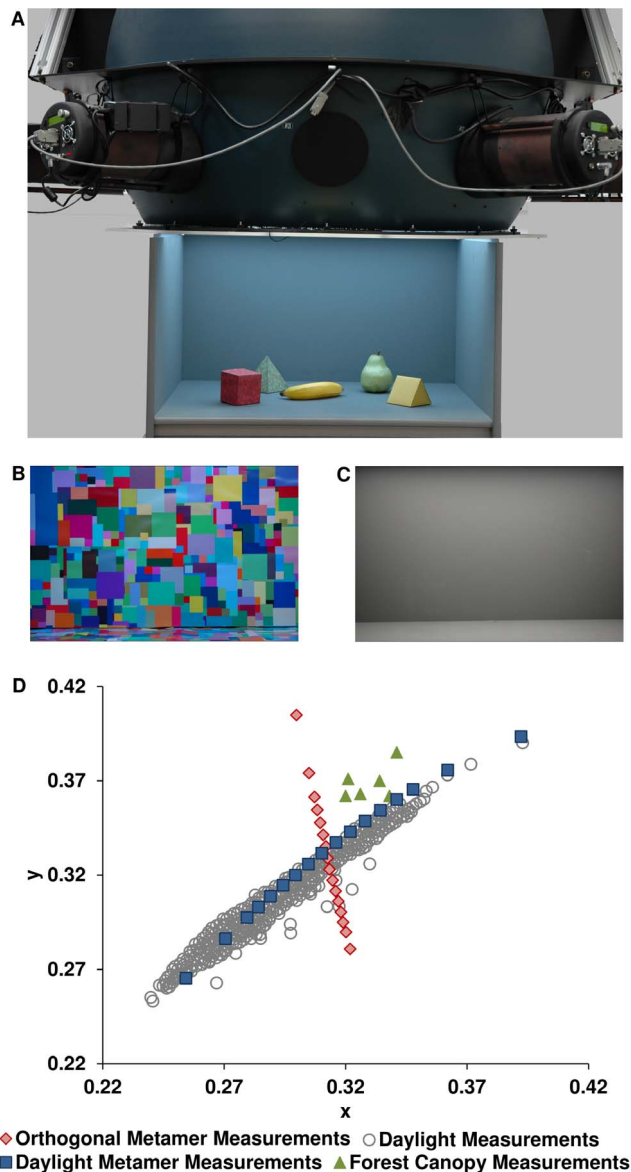 A
B
C
D
0.42
0.37
0.32
y
0.27
0.22
0.22
0.27
0.32
0.37
0.42
x
Orthogonal Metamer Measurements
Daylight Measurements
Daylight Metamer Measurements
Forest Canopy Measurements